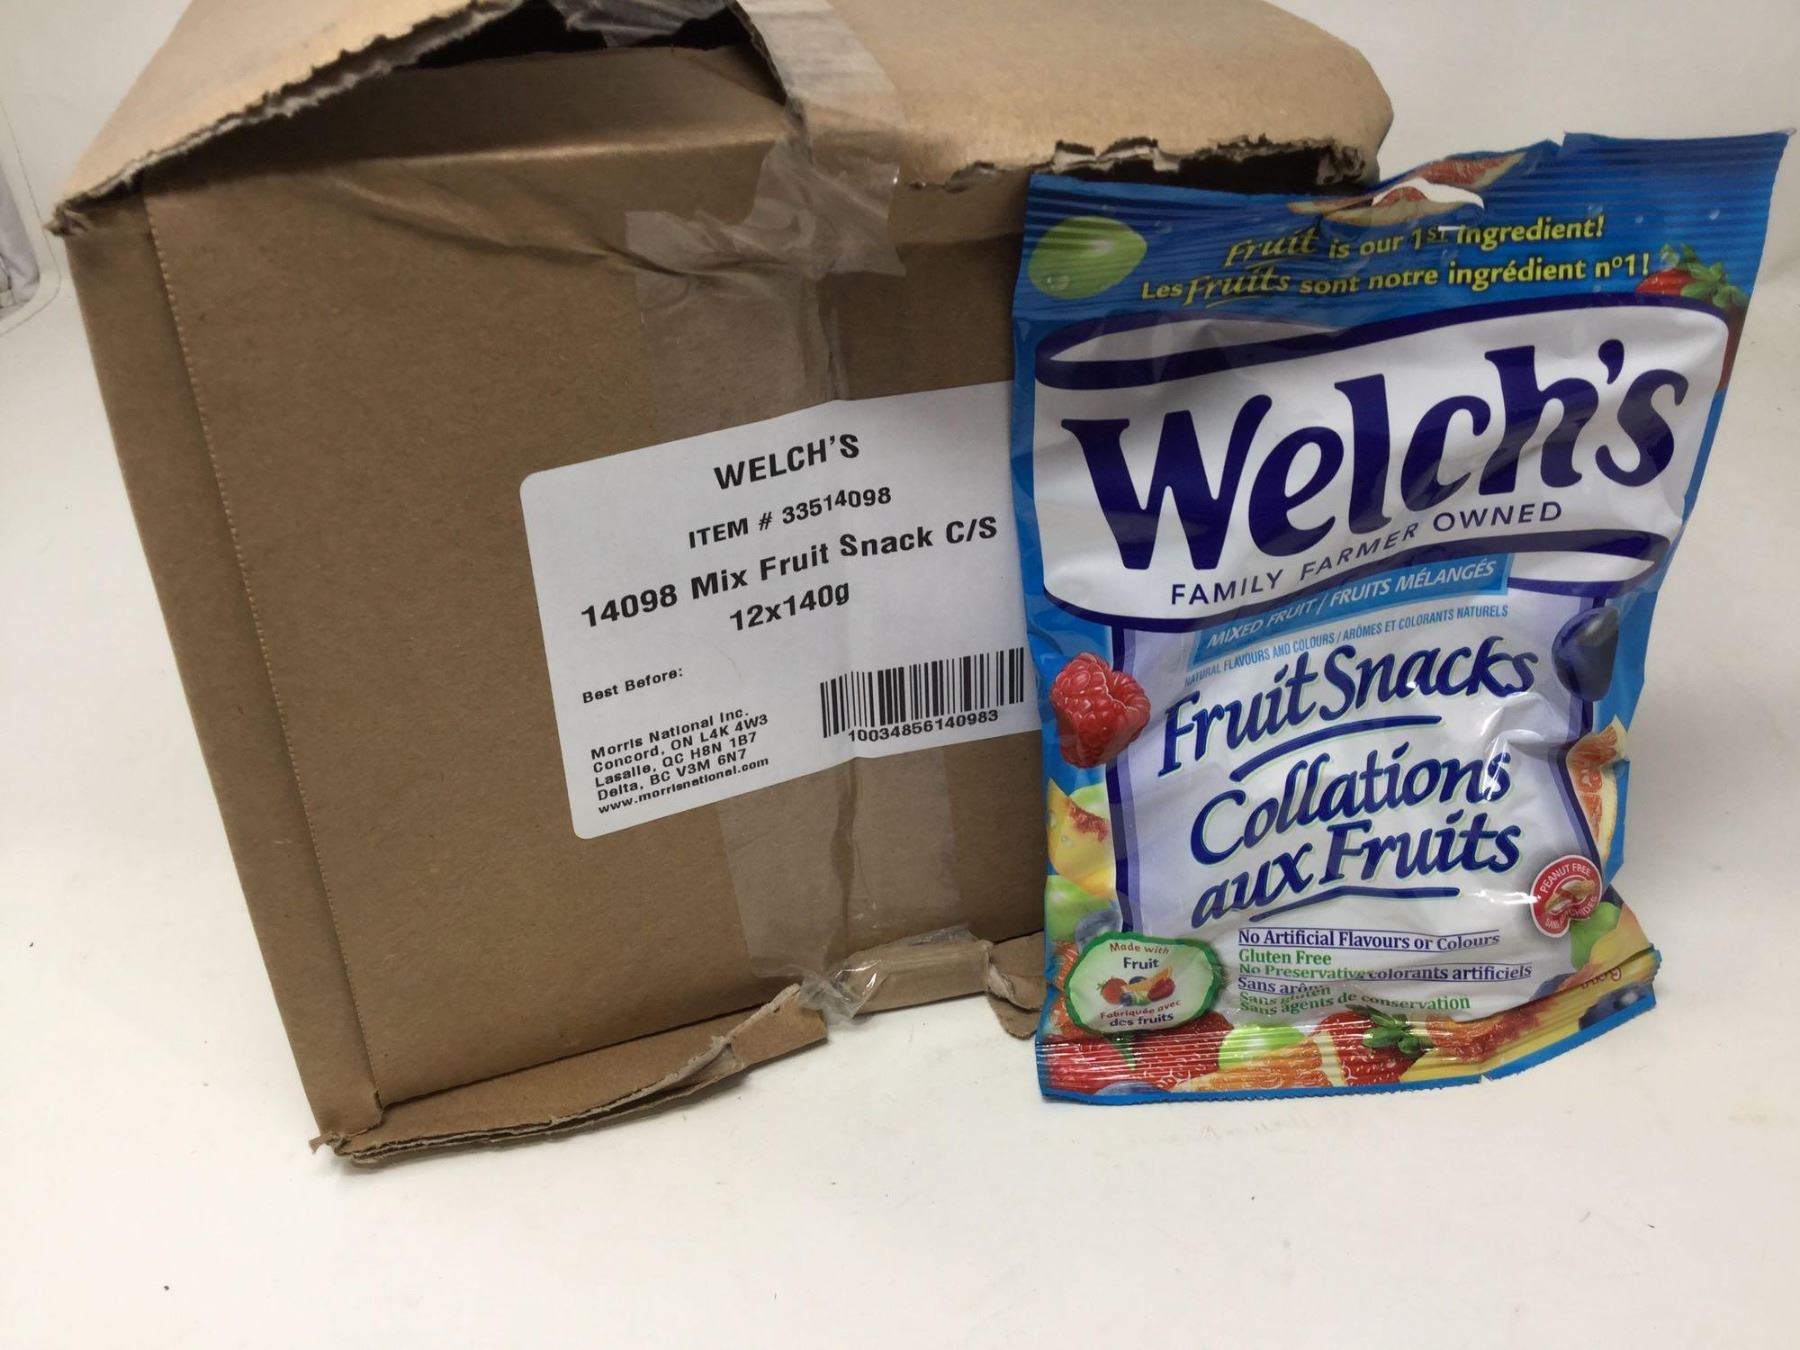 WELCH'S
ITEM # 33514098
14098 Mix Fruit Snack C/S
12x140g
Best Before:
Morris National Inc.
Concord, ON L4K 4W3
Lasalle, QC H8N 1B7
Delta, BC V3M 6N7
www.morrisnational.com
10034856140983
Fruit is our 1ST ingredient!
Les Fruits sont notre ingrédient nº1!
Welch's
FAMILY FARMER OWNED
MIXED FRUIT / FRUITS MÉLANGÉS
NATURAL FLAVOURS AND COLOURS / ARÔMES ET COLORANTS NATURELS
Fruit Snacks
Collations
aux Fruits
PEANUT FREE
SANS
Made with
Fruit
Fabriquée avec
des fruits
No Artificial Flavours or Colours
Gluten Free
No Preservative colorants artificiels
Sans arôm
Sans gluten
Sans agents de conservation